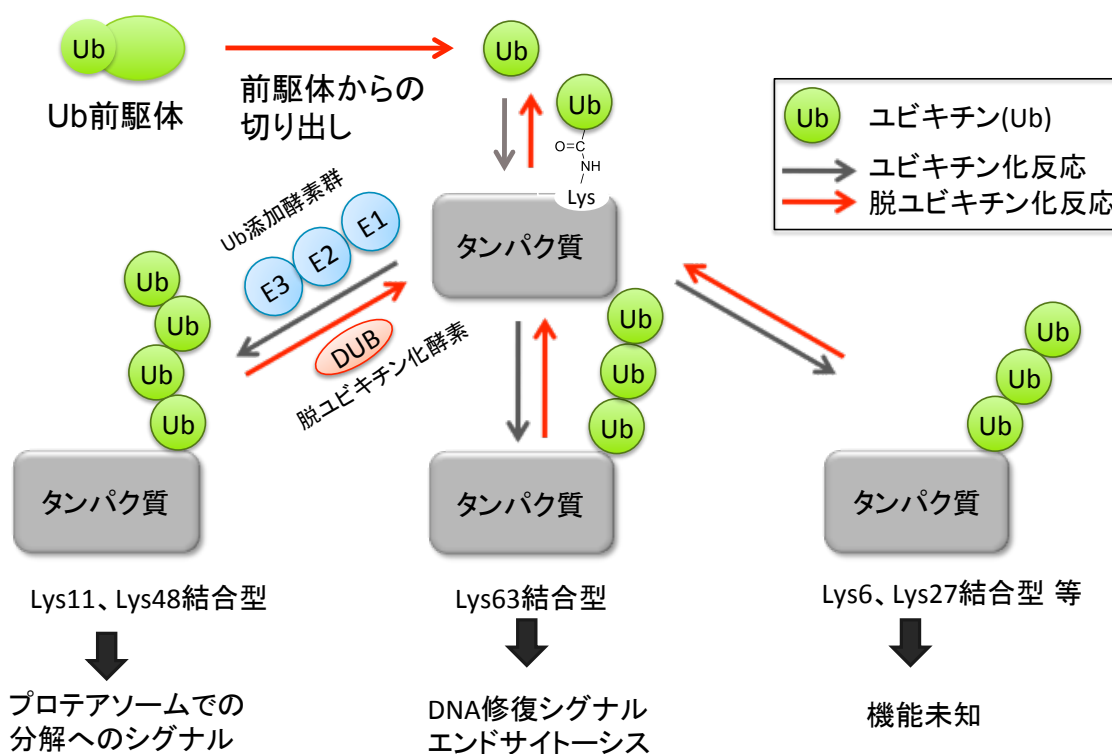 Ub
Ub前駆体
前駆体からの
切り出し
Ub
Ub
O=C
NH
Lys
タンパク質
Ub ユビキチン(Ub)
ユビキチン化反応
脱ユビキチン化反応
Ub添加酵素群
E3 E2 E1
DUB
脱ユビキチン化酵素
Ub
Ub
Ub
Ub
タンパク質
Lys11、Lys48結合型
プロテアソームでの
分解へのシグナル
Ub
Ub
Ub
タンパク質
Lys63結合型
DNA修復シグナル
エンドサイトーシス
Ub
Ub
Ub
タンパク質
Lys6、Lys27結合型 等
機能未知